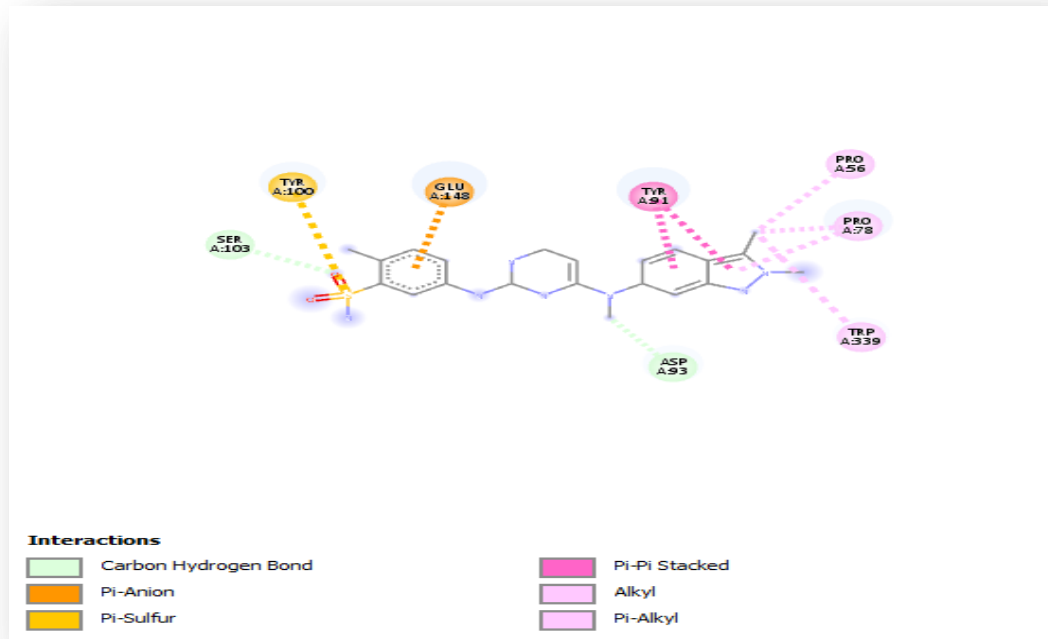 PRO
A:56
TYR
A:100
GLU
A:148
TYR
A:91
PRO
A:78
SER
A:103
TRP
A:339
ASP
A:93
Interactions
Carbon Hydrogen Bond
Pi-Anion
Pi-Sulfur
Pi-Pi Stacked
Alkyl
Pi-Alkyl